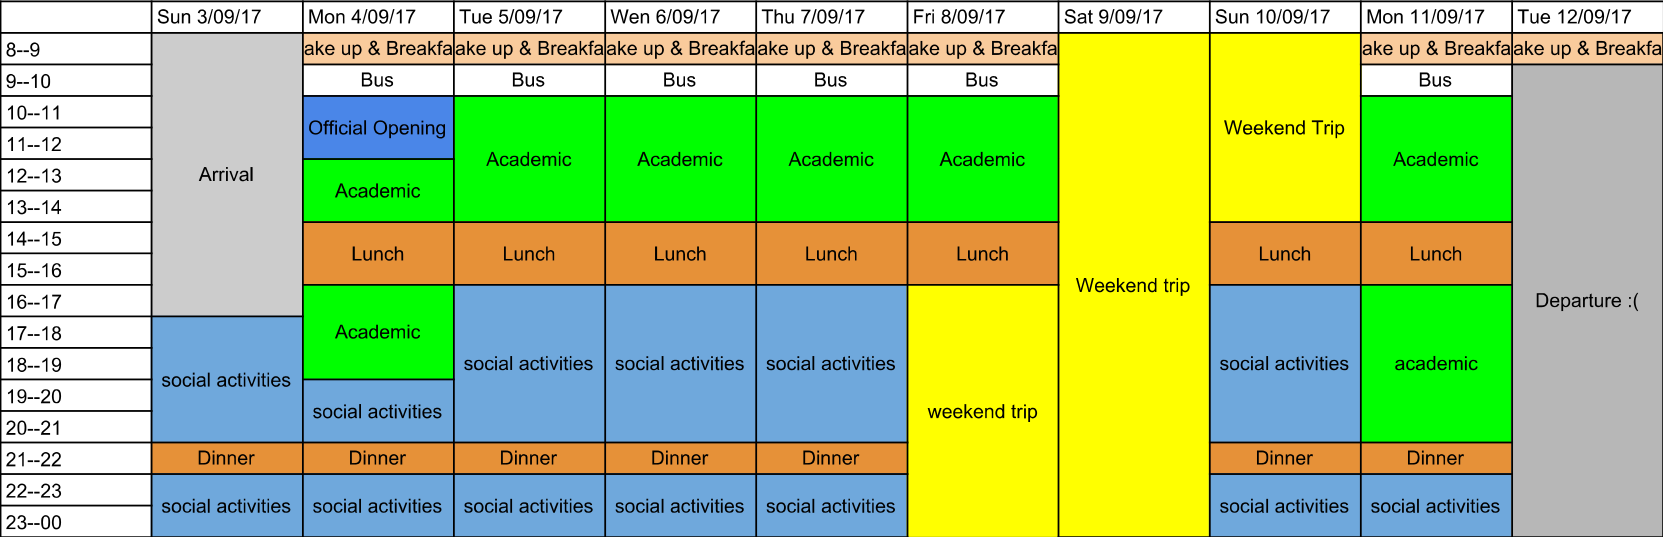 Sun 3/09/17 Mon 4/09/17 Tue 5/09/17 Wen 6/09/17 Thu 7/09/17 Fri 8/09/17 Sat 9/09/17 Sun 10/09/17 Mon 11/09/17 Tue 12/09/17
8--9 ake up & Breakfa ake up & Breakfa ake up & Breakfa ake up & Breakfa ake up & Breakfa ake up & Breakfa ake up & Breakfa
9--10 Bus Bus Bus Bus Bus Bus
10--11
Official Opening Weekend Trip
11--12
Academic Academic Academic Academic Academic
12--13 Arrival
Academic
13--14
14--15
Lunch Lunch Lunch Lunch Lunch Lunch Lunch
15--16
Weekend trip
16--17 Departure :(
17--18 Academic
18--19 social activities social activities social activities social activities academic
social activities
19--20
social activities weekend trip
20--21
21--22 Dinner Dinner Dinner Dinner Dinner Dinner Dinner
22--23
social activities social activities social activities social activities social activities social activities social activities
23--00